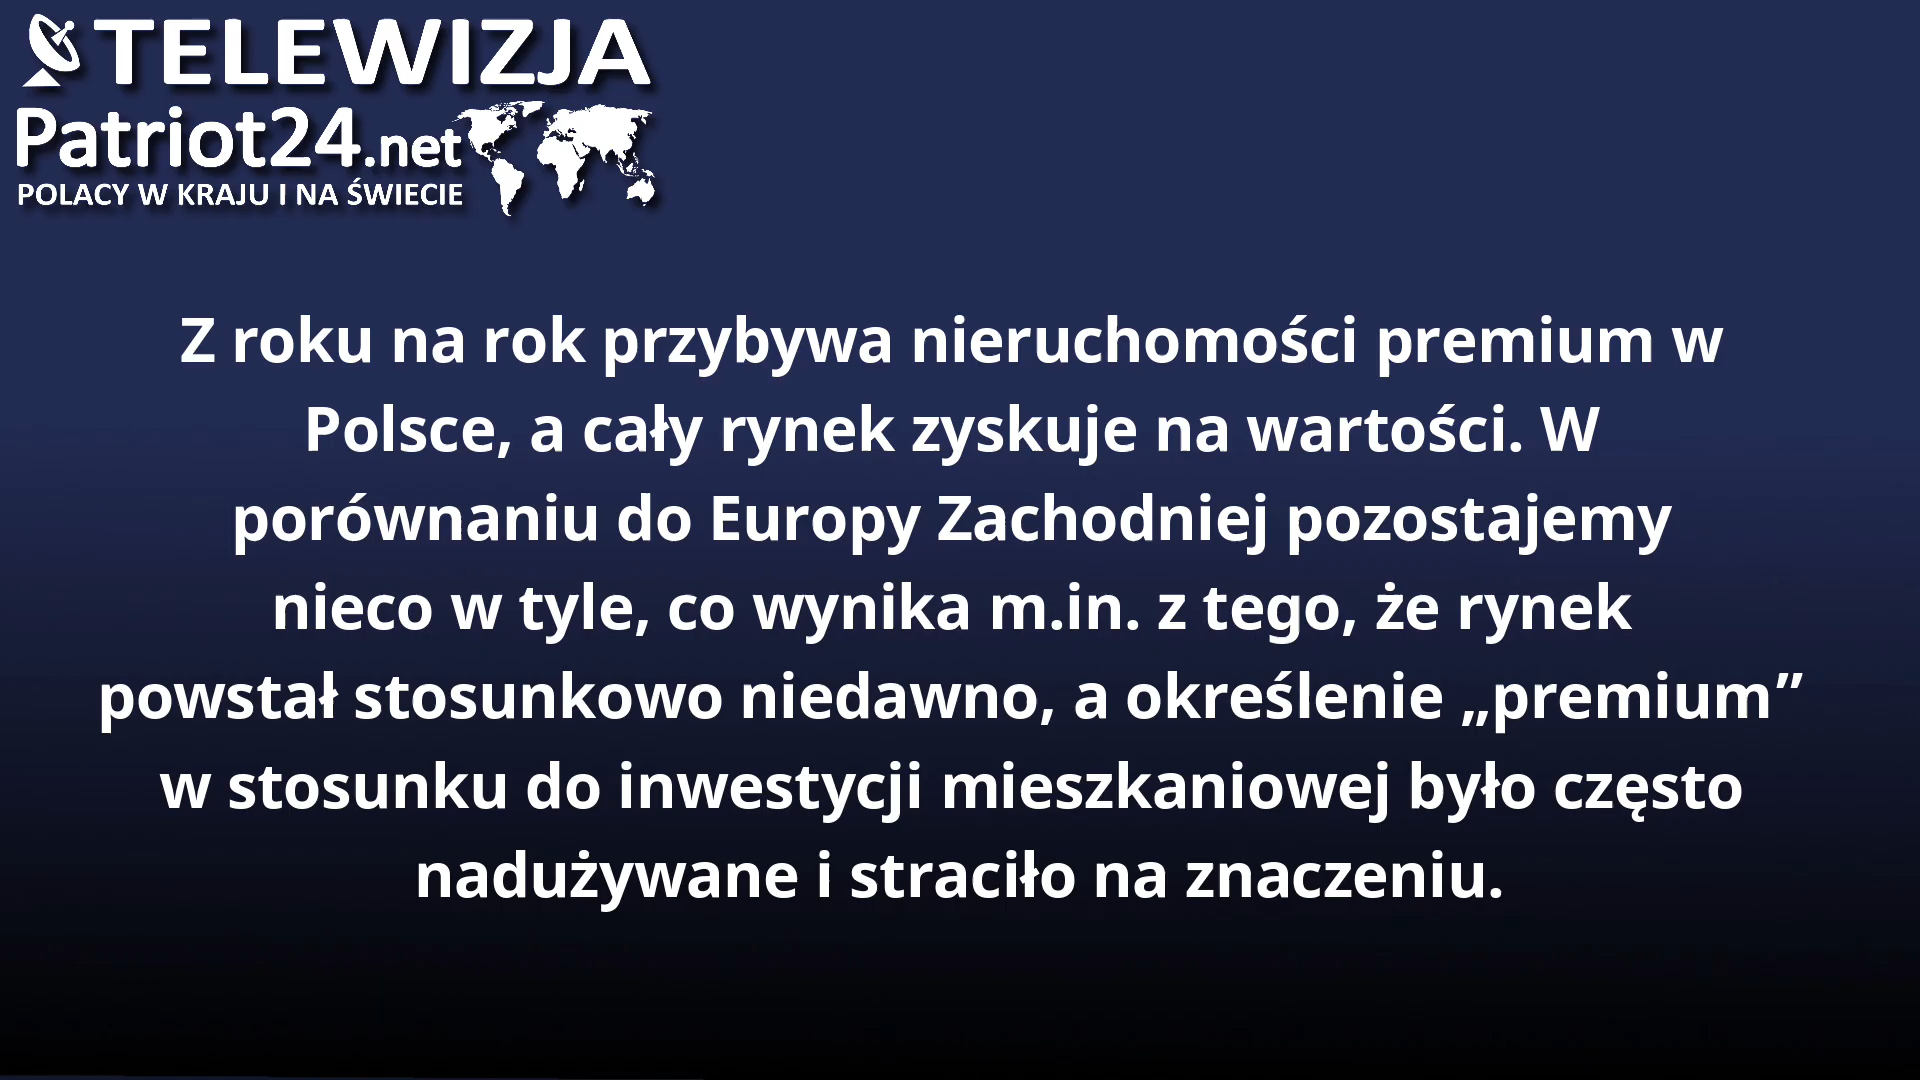 TELEWIZJA
Patriot24.net
POLACY W KRAJU I NA ŚWIECIE
Z roku na rok przybywa nieruchomości premium w
Polsce, a cały rynek zyskuje na wartości. W
porównaniu do Europy Zachodniej pozostajemy
nieco w tyle, co wynika m.in. z tego, że rynek
powstał stosunkowo niedawno, a określenie „premium”
w stosunku do inwestycji mieszkaniowej było często
nadużywane i straciło na znaczeniu.